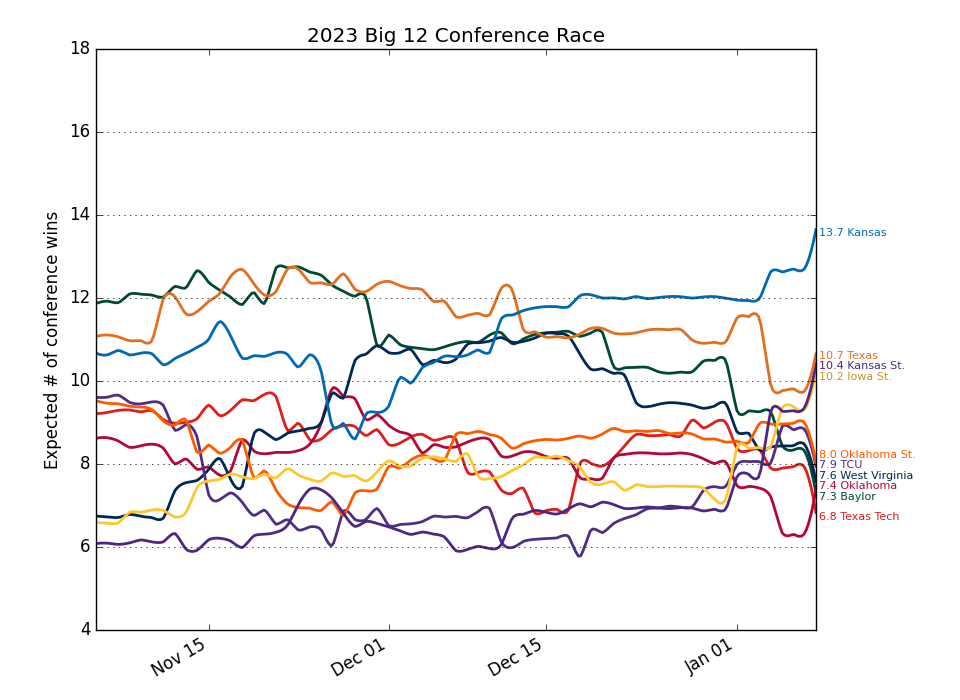 2023 Big 12 Conference Race
Expected # of conference wins
18
16
14
12
10
8
6
4
Nov 15
Dec 01
Dec 15
Jan 01
13.7 Kansas
10.7 Texas
10.4 Kansas St.
10.2 Iowa St.
8.0 Oklahoma St.
7.9 TCU
7.6 West Virginia
7.4 Oklahoma
7.3 Baylor
6.8 Texas Tech